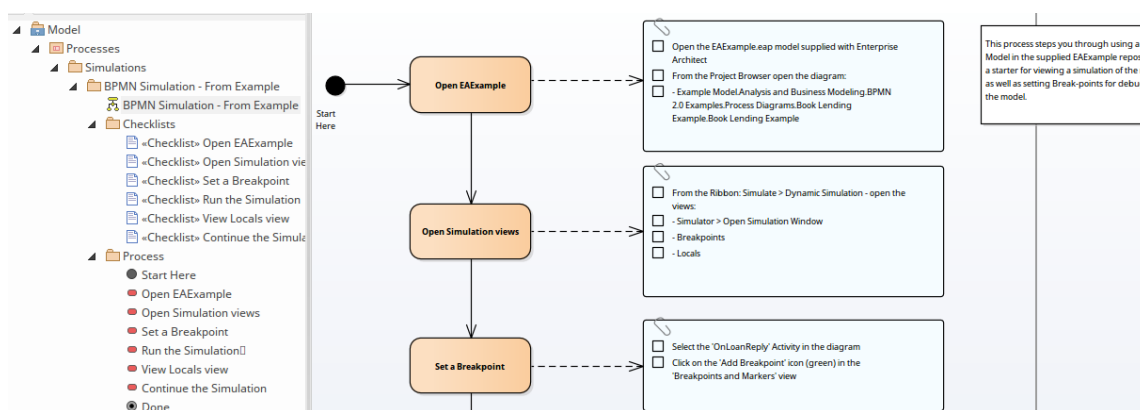 Model
Processes
Simulations
BPMN Simulation - From Example
BPMN Simulation - From Example
Checklists
«Checklist» Open EAExample
«Checklist» Open Simulation vie
«Checklist» Set a Breakpoint
«Checklist» Run the Simulation
«Checklist» View Locals view
«Checklist» Continue the Simula
Process
Start Here
Open EAExample
Open Simulation views
Set a Breakpoint
Run the Simulation
View Locals view
Continue the Simulation
Done
Start
Here
Open EAExample
Open the EAExample.eap model supplied with Enterprise
Architect
From the Project Browser open the diagram:
- Example Model.Analysis and Business Modeling.BPMN
2.0 Examples.Process Diagrams.Book Lending
Example.Book Lending Example
This process steps you through using a
Model in the supplied EAExample repos
a starter for viewing a simulation of the
as well as setting Break-points for debu
the model.
Open Simulation views
From the Ribbon: Simulate > Dynamic Simulation - open the
views:
- Simulator > Open Simulation Window
- Breakpoints
- Locals
Set a Breakpoint
Select the 'OnLoanReply' Activity in the diagram
Click on the 'Add Breakpoint' icon (green) in the
'Breakpoints and Markers' view